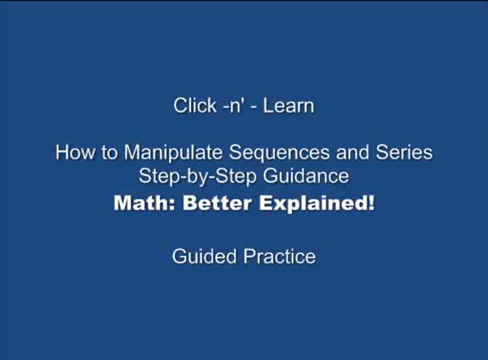 Click -n' - Learn
How to Manipulate Sequences and Series
Step-by-Step Guidance
Math: Better Explained!
Guided Practice